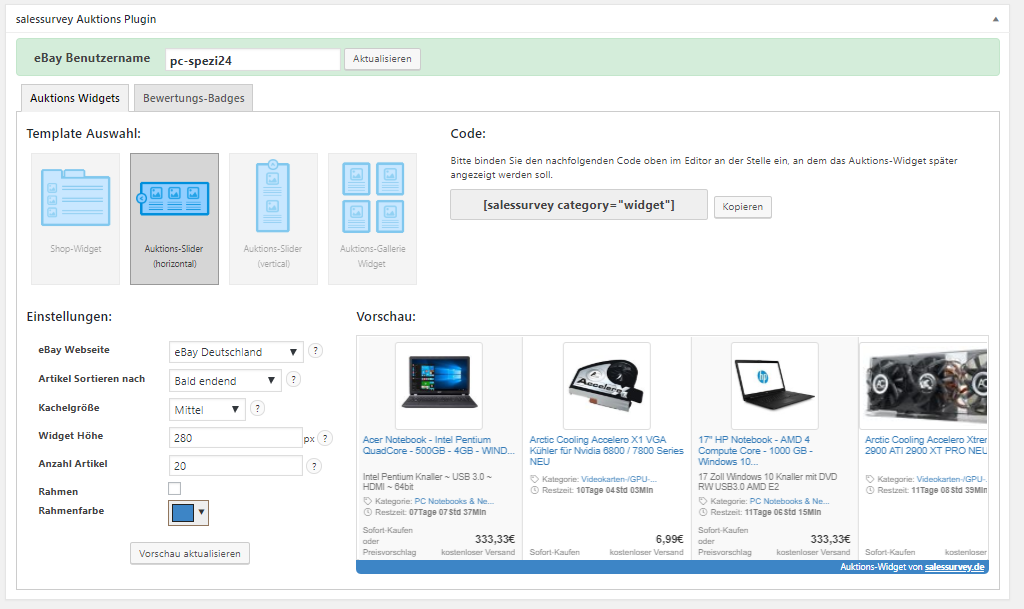 salessurvey Auktions Plugin
eBay Benutzername
pc-spezi24
Aktualisieren
Auktions Widgets
Bewertungs-Badges
Template Auswahl:
Shop-Widget
Auktions-Slider
(horizontal)
Auktions-Slider
(vertical)
Auktions-Gallerie
Widget
Code:
Bitte binden Sie den nachfolgenden Code oben im Editor an der Stelle ein, an dem das Auktions-Widget später
angezeigt werden soll.
[salessurvey category="widget"]
Kopieren
Einstellungen:
eBay Webseite
eBay Deutschland
?
Artikel Sortieren nach
Bald endend
?
Kachelgröße
Mittel
?
Widget Höhe
280
px
?
Anzahl Artikel
20
?
Rahmen
Rahmenfarbe
Vorschau aktualisieren
Vorschau:
Acer Notebook - Intel Pentium
QuadCore - 500GB - 4GB - WIND...
Intel Pentium Knaller ~ USB 3.0 ~
HDMI ~ 64bit
Kategorie: PC Notebooks & Ne...
Restzeit: 07Tage 07Std 37Min
Sofort-Kaufen
oder
Preisvorschlag
333,33€
kostenloser Versand
Arctic Cooling Accelero X1 VGA
Kühler für Nvidia 6800 / 7800 Series
NEU
Kategorie: Videokarten-/GPU-...
Restzeit: 10Tage 04Std 03Min
Sofort-Kaufen
6,99€
kostenloser Versand
hp
17" HP Notebook - AMD 4
Compute Core - 1000 GB -
Windows 10...
17 Zoll Windows 10 Knaller mit DVD
RW USB3.0 AMD E2
Kategorie: PC Notebooks & Ne...
Restzeit: 11Tage 06Std 15Min
Sofort-Kaufen
oder
Preisvorschlag
333,33€
kostenloser Versand
Arctic Cooling Accelero Xtren
2900 ATI 2900 XT PRO NEU
Kategorie: Videokarten-/GPU-
Restzeit: 11Tage 08Std 39Min
Sofort-Kaufen
kostenloser
Auktions-Widget von salessurvey.de